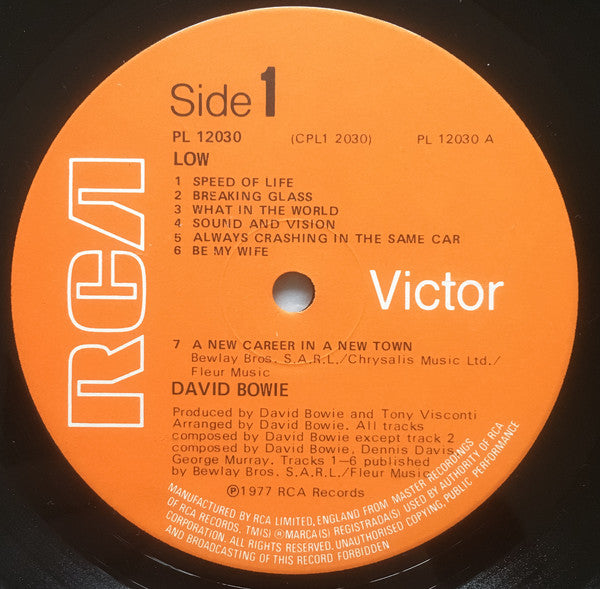 Side 1
PL 12030 (CPL1 2030) PL 12030 A
LOW
1 SPEED OF LIFE
2 BREAKING GLASS
3 WHAT IN THE WORLD
4 SOUND AND VISION
5 ALWAYS CRASHING IN THE SAME CAR
6 BE MY WIFE
RCA
Victor
7 A NEW CAREER IN A NEW TOWN
Bewlay Bros. S.A.R.L./Chrysalis Music Ltd./
Fleur Music
DAVID BOWIE
Produced by David Bowie and Tony Visconti
Arranged by David Bowie. All tracks
composed by David Bowie except track 2
composed by David Bowie, Dennis Davis,
George Murray. Tracks 1-6 published
by Bewlay Bros. S.A.R.L./Fleur Music
℗1977 RCA Records
MANUFACTURED BY RCA LIMITED, ENGLAND FROM MASTER RECORDINGS
OF RCA RECORDS. TM(S) ® MARCA(S) REGISTRADA(S) USED BY AUTHORITY OF RCA
CORPORATION. ALL RIGHTS RESERVED. UNAUTHORISED COPYING, PUBLIC PERFORMANCE
AND BROADCASTING OF THIS RECORD FORBIDDEN